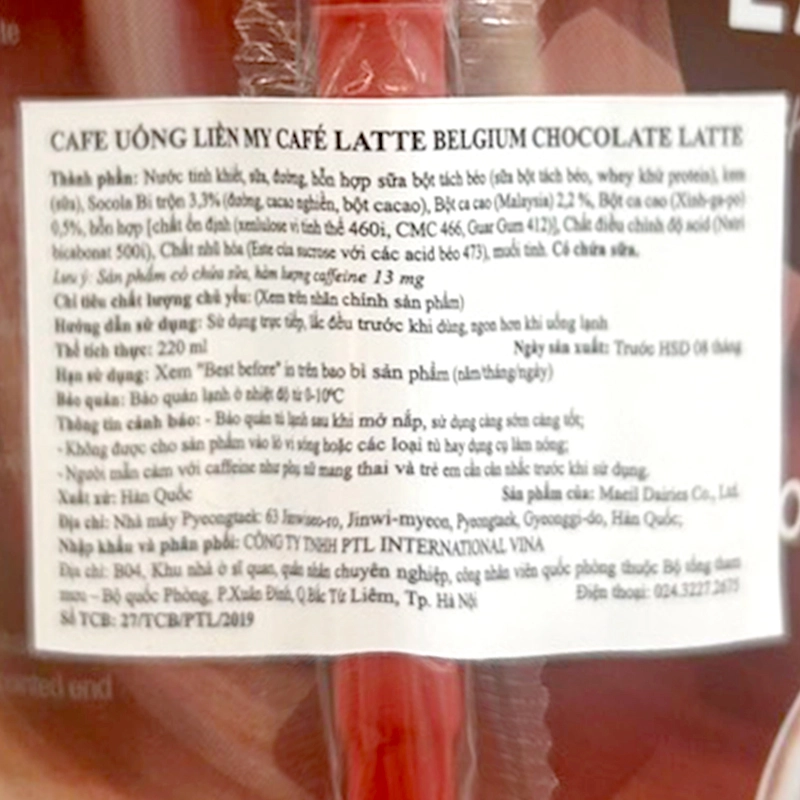 CAFE UỐNG LIỀN MY CAFÉ LATTE BELGIUM CHOCOLATE LATTE
Thành phần: Nước tinh khiết, sữa, đường, hỗn hợp sữa bột tách béo (sữa bột tách béo, whey khử protein), kem
(sữa), Socola Bỉ trộn 3,3% (đường, cacao nghiền, bột cacao), Bột ca cao (Malaysia) 2,2 %, Bột ca cao (Xinh-ga-po)
0,5%, hỗn hợp [chất ổn định (xenlulose vi tinh thể 460i, CMC 466, Guar Gum 412)], Chất điều chỉnh độ acid (Natri
bicabonat 500i), Chất nhũ hóa (Este của sucrose với các acid béo 473), muối tinh. Có chứa sữa.
Lưu ý: Sản phẩm có chứa sữa, hàm lượng caffeine 13 mg
Chỉ tiêu chất lượng chủ yếu: (Xem trên nhãn chính sản phẩm)
Hướng dẫn sử dụng: Sử dụng trực tiếp, lắc đều trước khi dùng, ngon hơn khi uống lạnh
Thể tích thực: 220 ml Ngày sản xuất: Trước HSD 08 tháng
Hạn sử dụng: Xem "Best before" in trên bao bì sản phẩm (năm/tháng/ngày)
Bảo quản: Bảo quản lạnh ở nhiệt độ từ 0-10°C
Thông tin cảnh báo: - Bảo quản tủ lạnh sau khi mở nắp, sử dụng càng sớm càng tốt;
- Không được cho sản phẩm vào lò vi sóng hoặc các loại tủ hay dụng cụ làm nóng;
- Người mẫn cảm với caffeine như phụ nữ mang thai và trẻ em cần cân nhắc trước khi sử dụng.
Xuất xứ: Hàn Quốc Sản phẩm của: Maeil Dairies Co., Ltd.
Địa chỉ: Nhà máy Pyeongtaek: 63 Jinwiseo-ro, Jinwi-myeon, Pyeongtaek, Gyeonggi-do, Hàn Quốc;
Nhập khẩu và phân phối: CÔNG TY TNHH PTL INTERNATIONAL VINA
Địa chỉ: B04, Khu nhà ở sĩ quan, quân nhân chuyên nghiệp, công nhân viên quốc phòng thuộc Bộ tổng tham
mưu – Bộ quốc Phòng, P.Xuân Đỉnh, Q Bắc Từ Liêm, Tp. Hà Nội Điện thoại: 024.3227.2675
Số TCB: 27/TCB/PTL/2019
end